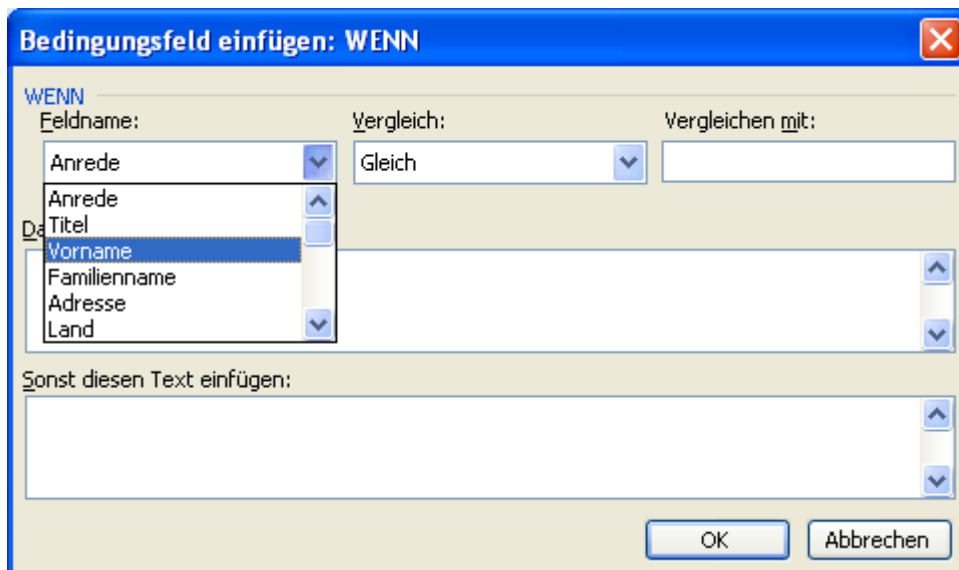 Bedingungsfeld einfügen: WENN
WENN
Feldname: Vergleich: Vergleichen mit:
Anrede Gleich
Anrede
Titel
Vorname
Familienname
Adresse
Land
Sonst diesen Text einfügen:
OK Abbrechen